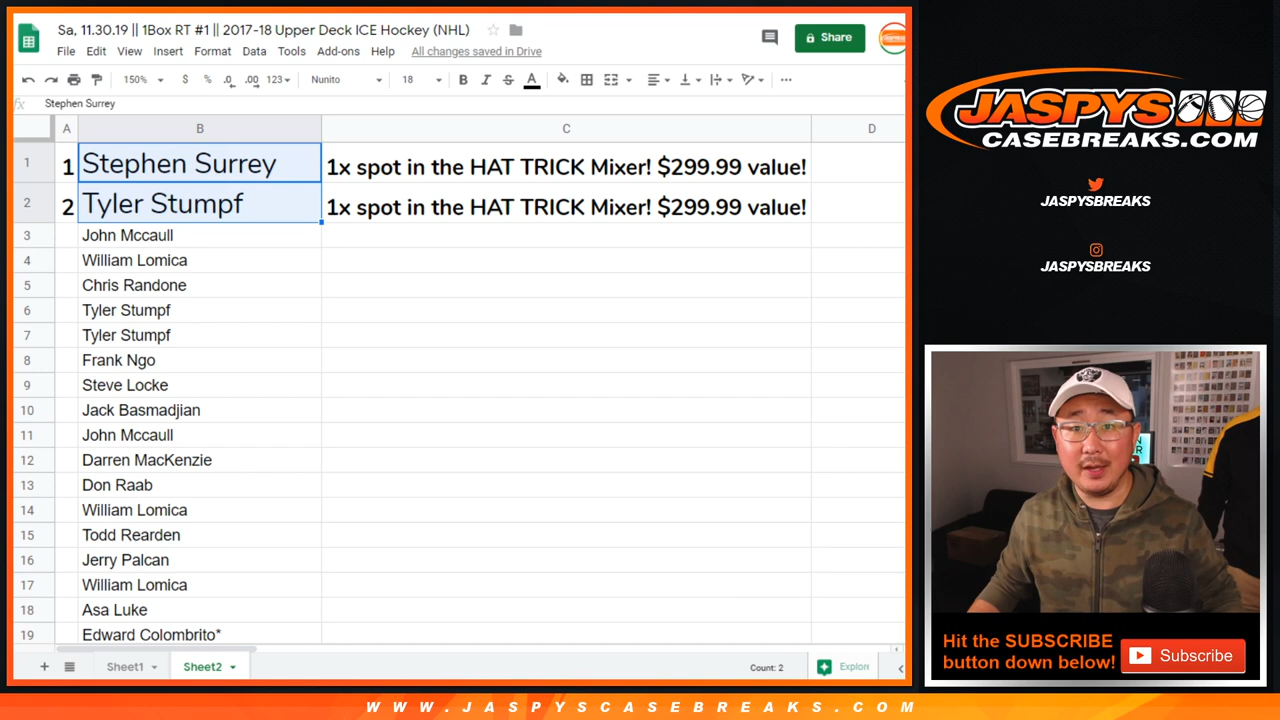 Sa, 11.30.19 || 1Box RT #1 || 2017-18 Upper Deck ICE Hockey (NHL)
File Edit View Insert Format Data Tools Add-ons Help All changes saved in Drive
Share
150% $ % .0 .00 123 Nunito 18 B I S A
fx Stephen Surrey
A B C D
1 1 Stephen Surrey 1x spot in the HAT TRICK Mixer! $299.99 value!
2 2 Tyler Stumpf 1x spot in the HAT TRICK Mixer! $299.99 value!
3 John Mccaull
4 William Lomica
5 Chris Randone
6 Tyler Stumpf
7 Tyler Stumpf
8 Frank Ngo
9 Steve Locke
10 Jack Basmadjian
11 John Mccaull
12 Darren MacKenzie
13 Don Raab
14 William Lomica
15 Todd Rearden
16 Jerry Palcan
17 William Lomica
18 Asa Luke
19 Edward Colombrito*
Sheet1 Sheet2 Count: 2 Explore
JASPYS
CASEBREAKS.COM
JASPYSBREAKS
JASPYSBREAKS
Hit the SUBSCRIBE
button down below!
Subscribe
WWW.JASPYSCASEBREAKS.COM